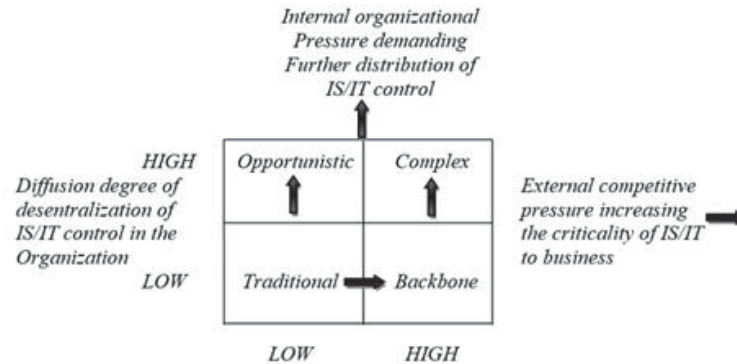 Internal organizational
Pressure demanding
Further distribution of
IS/IT control
HIGH
Opportunistic
Complex
Diffusion degree of
desentralization of
IS/IT control in the
Organization
External competitive
pressure increasing
the criticality of IS/IT
to business
LOW
Traditional
Backbone
LOW
HIGH